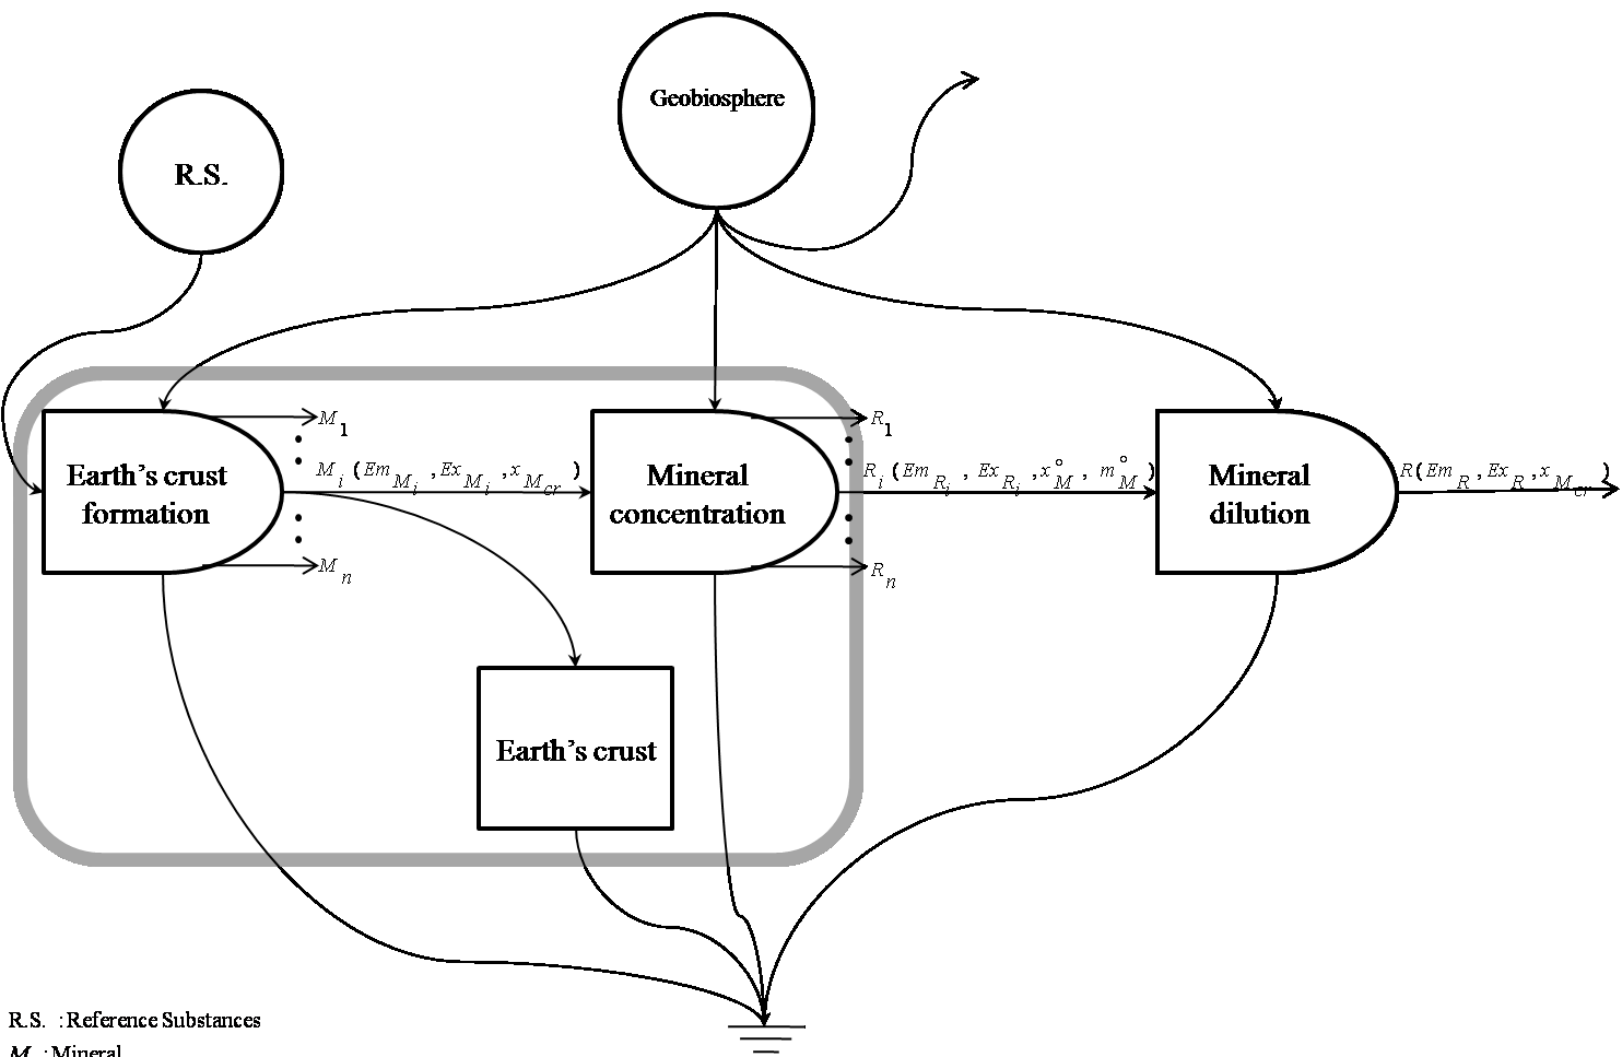 Geobiosphere
R.S.
M1
R1
Earth's crust
formation
Mi (EmMi , ExMi , xMcr )
Mineral
concentration
Ri (EmRi , ExRi , x°M , m°M )
Mineral
dilution
R(EmR , ExR , xMcr )
Mn
Rn
Earth's crust
R.S. : Reference Substances
M : Mineral